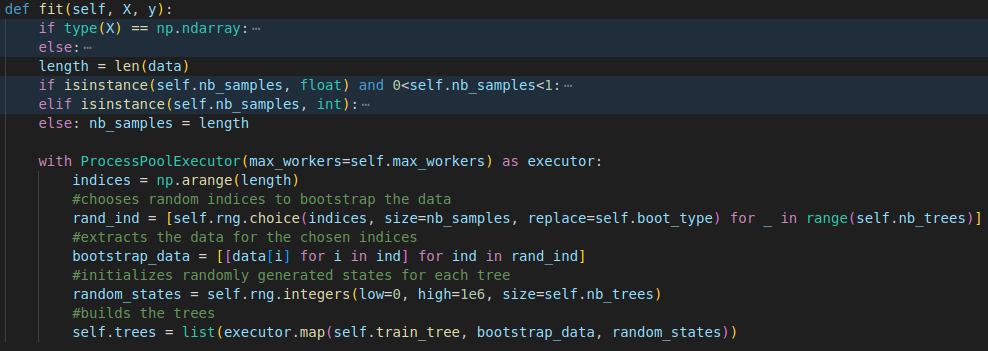 def fit(self, X, y):
    if type(X) == np.ndarray:⋯
    else:⋯
    length = len(data)
    if isinstance(self.nb_samples, float) and 0<self.nb_samples<1:⋯
    elif isinstance(self.nb_samples, int):⋯
    else: nb_samples = length

    with ProcessPoolExecutor(max_workers=self.max_workers) as executor:
        indices = np.arange(length)
        #chooses random indices to bootstrap the data
        rand_ind = [self.rng.choice(indices, size=nb_samples, replace=self.boot_type) for _ in range(self.nb_trees)]
        #extracts the data for the chosen indices
        bootstrap_data = [[data[i] for i in ind] for ind in rand_ind]
        #initializes randomly generated states for each tree
        random_states = self.rng.integers(low=0, high=1e6, size=self.nb_trees)
        #builds the trees
        self.trees = list(executor.map(self.train_tree, bootstrap_data, random_states))